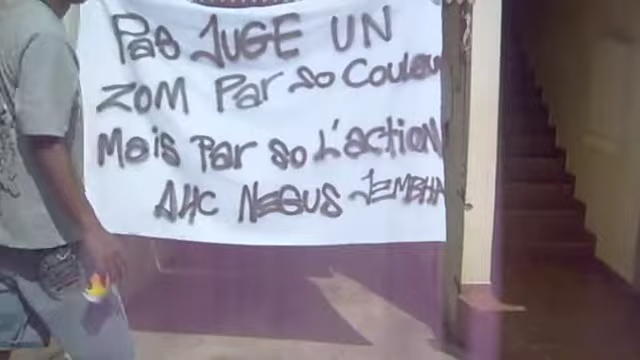 Pas JUGE UN
ZOM Par so Couleu
Mais Par so L'action
AHC NEGUS JEMBHA